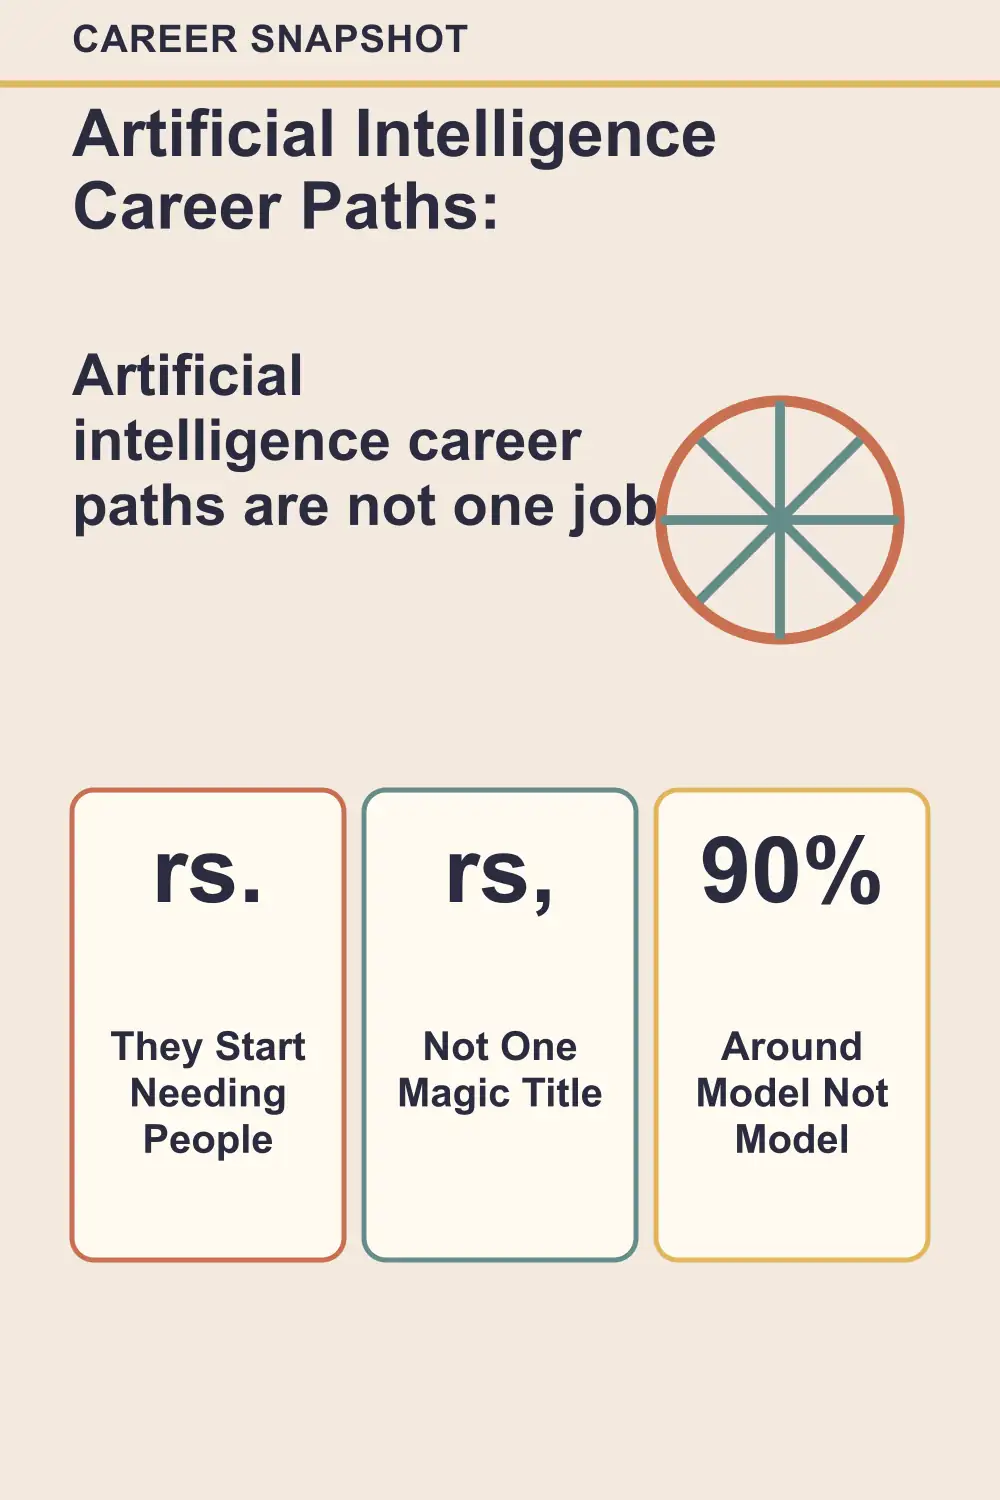 CAREER SNAPSHOT
Artificial Intelligence
Career Paths:
Artificial
intelligence career
paths are not one job
rs.
They Start
Needing
People
rs,
Not One
Magic Title
90%
Around
Model Not
Model